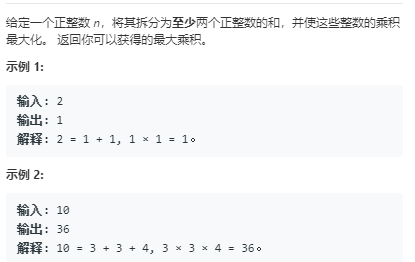 给定一个正整数 n，将其拆分为至少两个正整数的和，并使这些整数的乘积
最大化。 返回你可以获得的最大乘积。
示例 1:
输入: 2
输出: 1
解释: 2 = 1 + 1, 1 × 1 = 1。
示例 2:
输入: 10
输出: 36
解释: 10 = 3 + 3 + 4, 3 × 3 × 4 = 36。